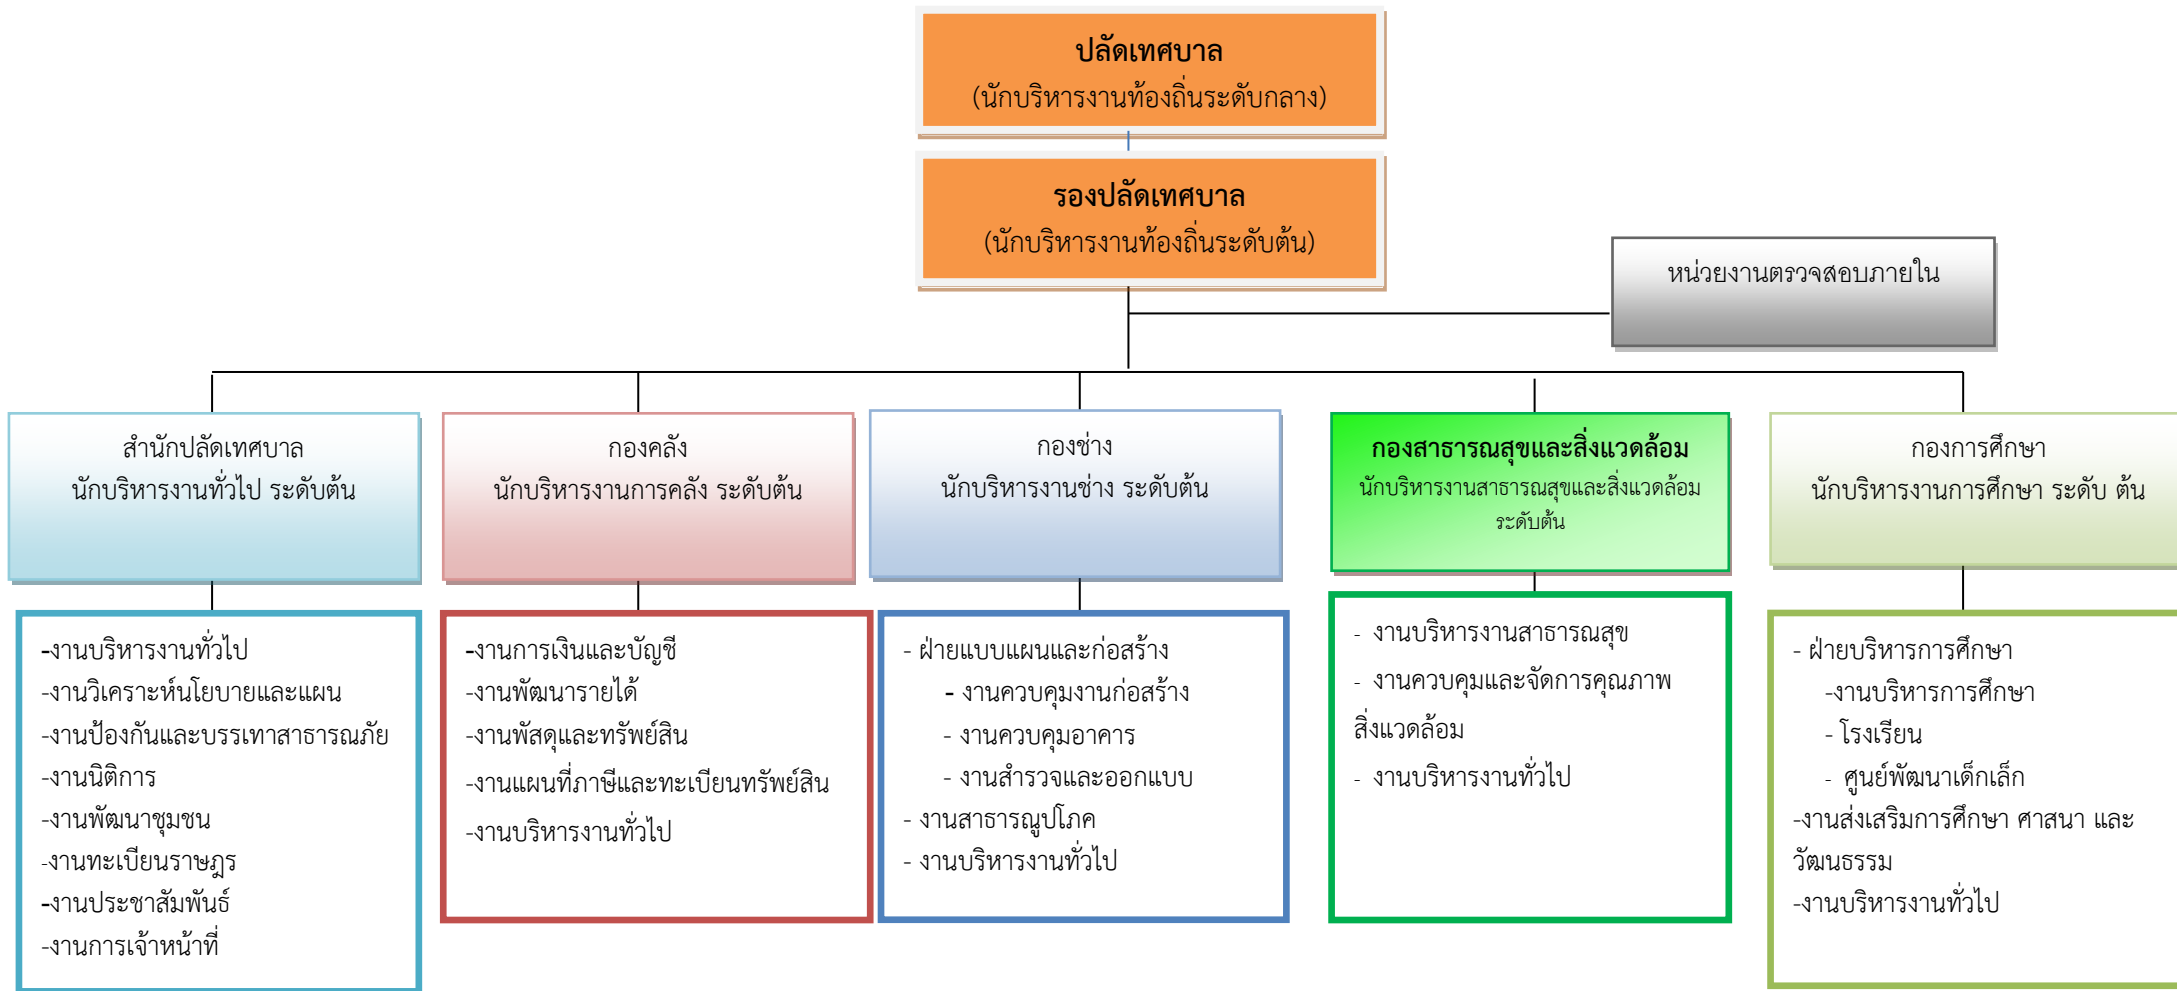 ปลัดเทศบาล
(นักบริหารงานท้องถิ่นระดับกลาง)
รองปลัดเทศบาล
(นักบริหารงานท้องถิ่นระดับต้น)
หน่วยงานตรวจสอบภายใน
สำนักปลัดเทศบาล
นักบริหารงานทั่วไป ระดับต้น
กองคลัง
นักบริหารงานการคลัง ระดับต้น
กองช่าง
นักบริหารงานช่าง ระดับต้น
กองสาธารณสุขและสิ่งแวดล้อม
นักบริหารงานสาธารณสุขและสิ่งแวดล้อม
ระดับต้น
กองการศึกษา
นักบริหารงานการศึกษา ระดับ ต้น
-งานบริหารงานทั่วไป
-งานวิเคราะห์นโยบายและแผน
-งานป้องกันและบรรเทาสาธารณภัย
-งานนิติการ
-งานพัฒนาชุมชน
-งานทะเบียนราษฎร
-งานประชาสัมพันธ์
-งานการเจ้าหน้าที่
-งานการเงินและบัญชี
-งานพัฒนารายได้
-งานพัสดุและทรัพย์สิน
-งานแผนที่ภาษีและทะเบียนทรัพย์สิน
-งานบริหารงานทั่วไป
- ฝ่ายแบบแผนและก่อสร้าง
- งานควบคุมงานก่อสร้าง
- งานควบคุมอาคาร
- งานสำรวจและออกแบบ
- งานสาธารณูปโภค
- งานบริหารงานทั่วไป
- งานบริหารงานสาธารณสุข
- งานควบคุมและจัดการคุณภาพ
สิ่งแวดล้อม
- งานบริหารงานทั่วไป
- ฝ่ายบริหารการศึกษา
-งานบริหารการศึกษา
- โรงเรียน
- ศูนย์พัฒนาเด็กเล็ก
-งานส่งเสริมการศึกษา ศาสนา และ
วัฒนธรรม
-งานบริหารงานทั่วไป